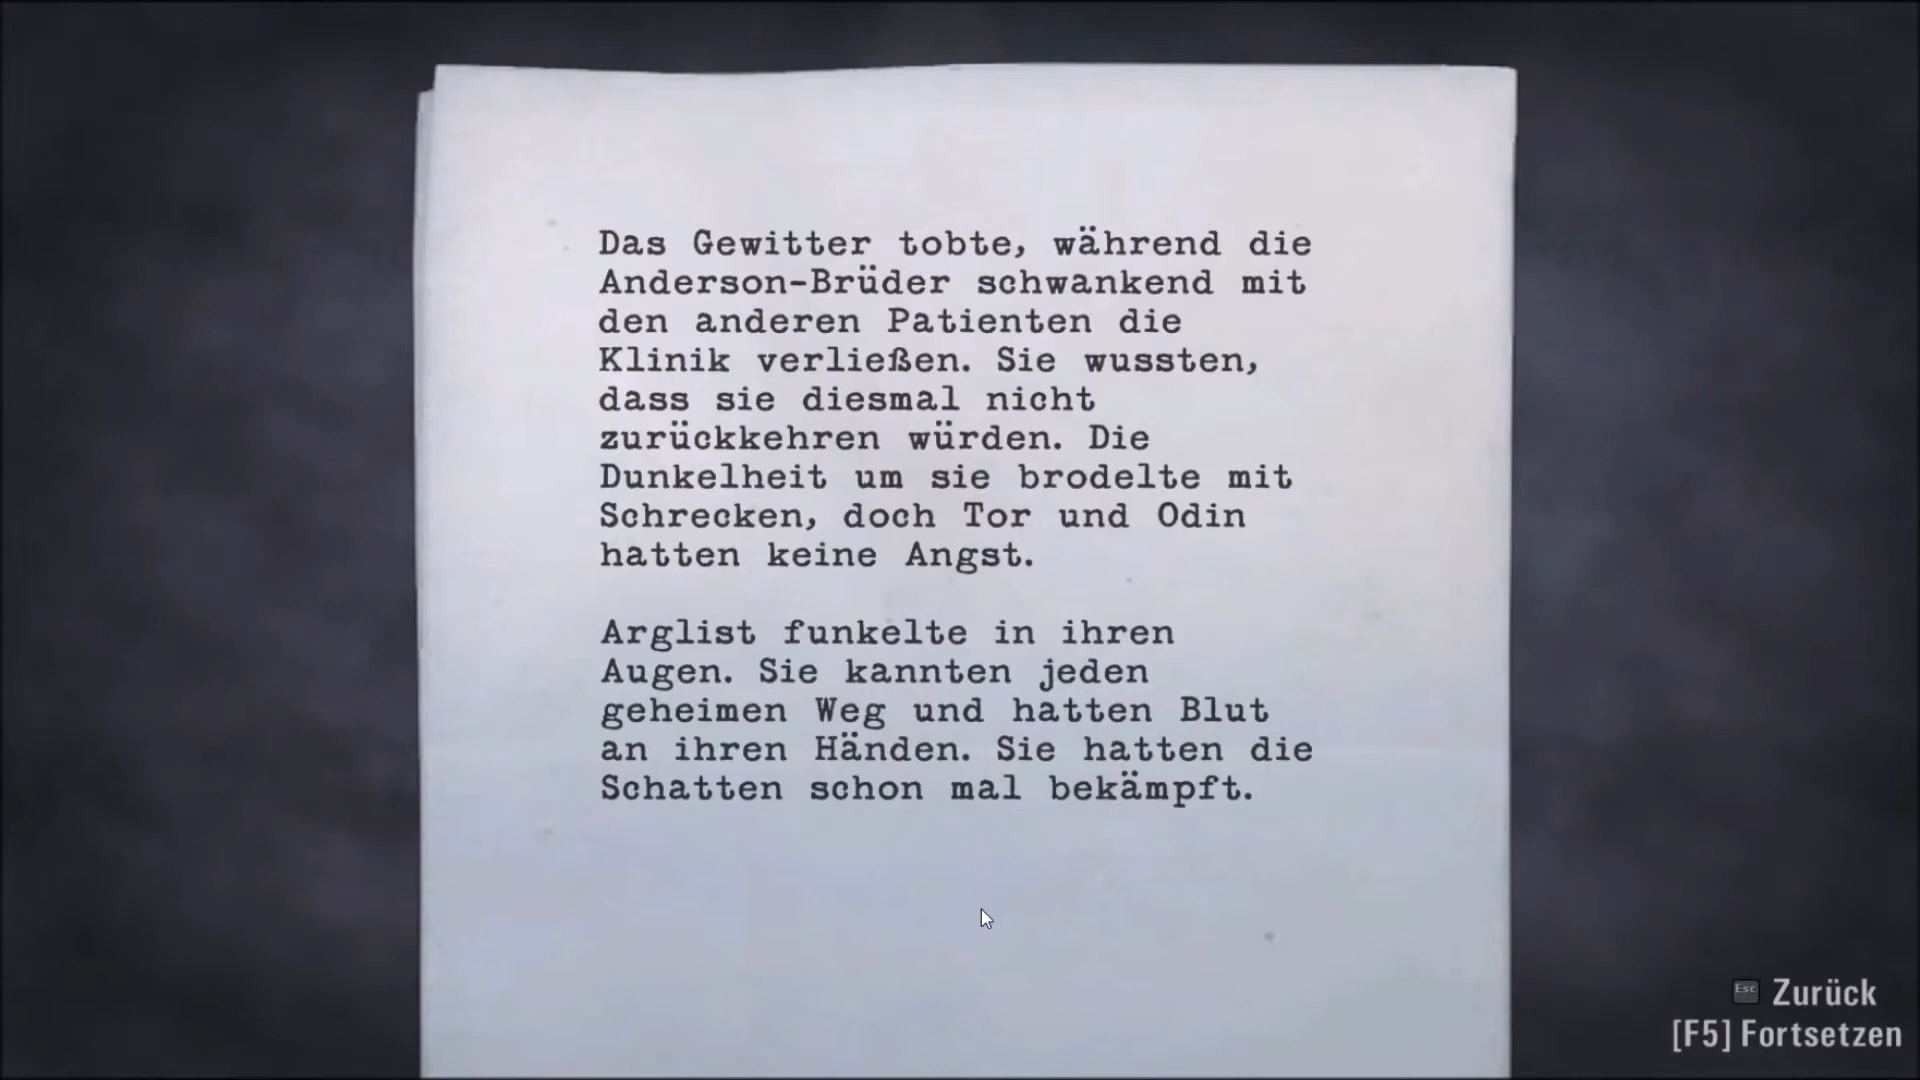 Das Gewitter tobte, während die
Anderson-Brüder schwankend mit
den anderen Patienten die
Klinik verließen. Sie wussten,
dass sie diesmal nicht
zurückkehren würden. Die
Dunkelheit um sie brodelte mit
Schrecken, doch Tor und Odin
hatten keine Angst.
Arglist funkelte in ihren
Augen. Sie kannten jeden
geheimen Weg und hatten Blut
an ihren Händen. Sie hatten die
Schatten schon mal bekämpft.
Esc Zurück
[F5] Fortsetzen